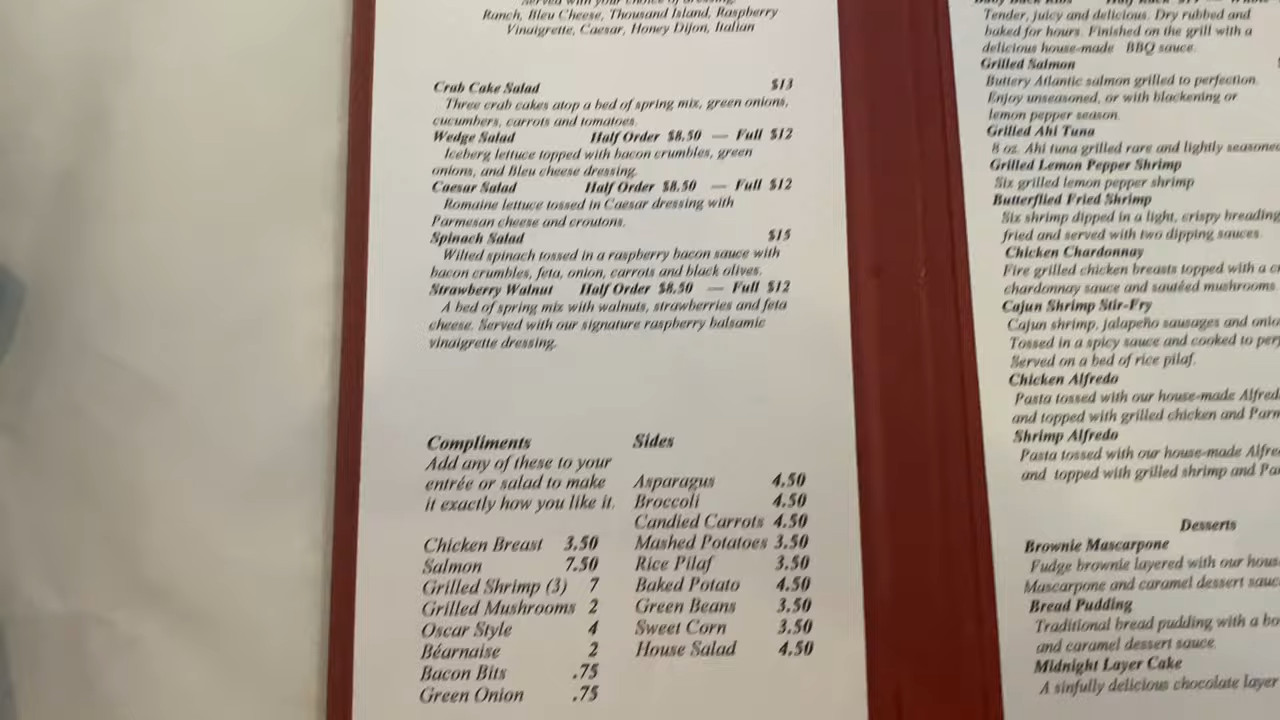 Served with your choice of dressing.
Ranch, Bleu Cheese, Thousand Island, Raspberry
Vinaigrette, Caesar, Honey Dijon, Italian
Crab Cake Salad $13
Three crab cakes atop a bed of spring mix, green onions,
cucumbers, carrots and tomatoes.
Wedge Salad Half Order $8.50 — Full $12
Iceberg lettuce topped with bacon crumbles, green
onions, and Bleu cheese dressing.
Caesar Salad Half Order $8.50 — Full $12
Romaine lettuce tossed in Caesar dressing with
Parmesan cheese and croutons.
Spinach Salad $15
Wilted spinach tossed in a raspberry bacon sauce with
bacon crumbles, feta, onion, carrots and black olives.
Strawberry Walnut Half Order $8.50 — Full $12
A bed of spring mix with walnuts, strawberries and feta
cheese. Served with our signature raspberry balsamic
vinaigrette dressing.
Compliments
Add any of these to your
entrée or salad to make
it exactly how you like it.
Chicken Breast 3.50
Salmon 7.50
Grilled Shrimp (3) 7
Grilled Mushrooms 2
Oscar Style 4
Béarnaise 2
Bacon Bits .75
Green Onion .75
Sides
Asparagus 4.50
Broccoli 4.50
Candied Carrots 4.50
Mashed Potatoes 3.50
Rice Pilaf 3.50
Baked Potato 4.50
Green Beans 3.50
Sweet Corn 3.50
House Salad 4.50
Tender, juicy and delicious. Dry rubbed and
baked for hours. Finished on the grill with a
delicious house-made BBQ sauce.
Grilled Salmon
Buttery Atlantic salmon grilled to perfection.
Enjoy unseasoned, or with blackening or
lemon pepper season.
Grilled Ahi Tuna
8 oz. Ahi tuna grilled rare and lightly seasoned
Grilled Lemon Pepper Shrimp
Six grilled lemon pepper shrimp
Butterflied Fried Shrimp
Six shrimp dipped in a light, crispy breading
fried and served with two dipping sauces.
Chicken Chardonnay
Fire grilled chicken breasts topped with a
chardonnay sauce and sautéed mushrooms.
Cajun Shrimp Stir-Fry
Cajun shrimp, jalapeño sausages and
Tossed in a spicy sauce and cooked to
Served on a bed of rice pilaf.
Chicken Alfredo
Pasta tossed with our house-made
and topped with grilled chicken and
Shrimp Alfredo
Pasta tossed with our house-made
and topped with grilled shrimp and
Desserts
Brownie Mascarpone
Fudge brownie layered with our
Mascarpone and caramel dessert
Bread Pudding
Traditional bread pudding with a
and caramel dessert sauce.
Midnight Layer Cake
A sinfully delicious chocolate layer